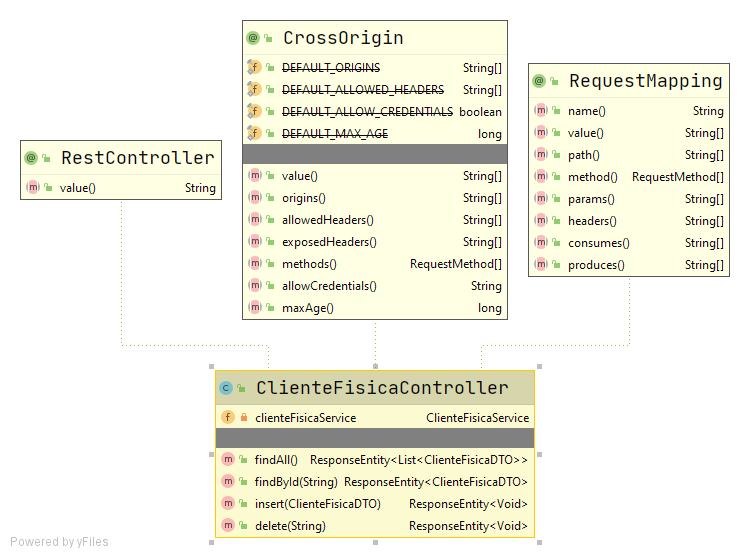 CrossOrigin
DEFAULT_ORIGINS String[]
DEFAULT_ALLOWED_HEADERS String[]
DEFAULT_ALLOW_CREDENTIALS boolean
DEFAULT_MAX_AGE long
value() String[]
origins() String[]
allowedHeaders() String[]
exposedHeaders() String[]
methods() RequestMethod[]
allowCredentials() String
maxAge() long
RequestMapping
name() String
value() String[]
path() String[]
method() RequestMethod[]
params() String[]
headers() String[]
consumes() String[]
produces() String[]
RestController
value() String
ClienteFisicaController
clienteFisicaService ClienteFisicaService
findAll() ResponseEntity<List<ClienteFisicaDTO>>
findById(String) ResponseEntity<ClienteFisicaDTO>
insert(ClienteFisicaDTO) ResponseEntity<Void>
delete(String) ResponseEntity<Void>
Powered by yFiles